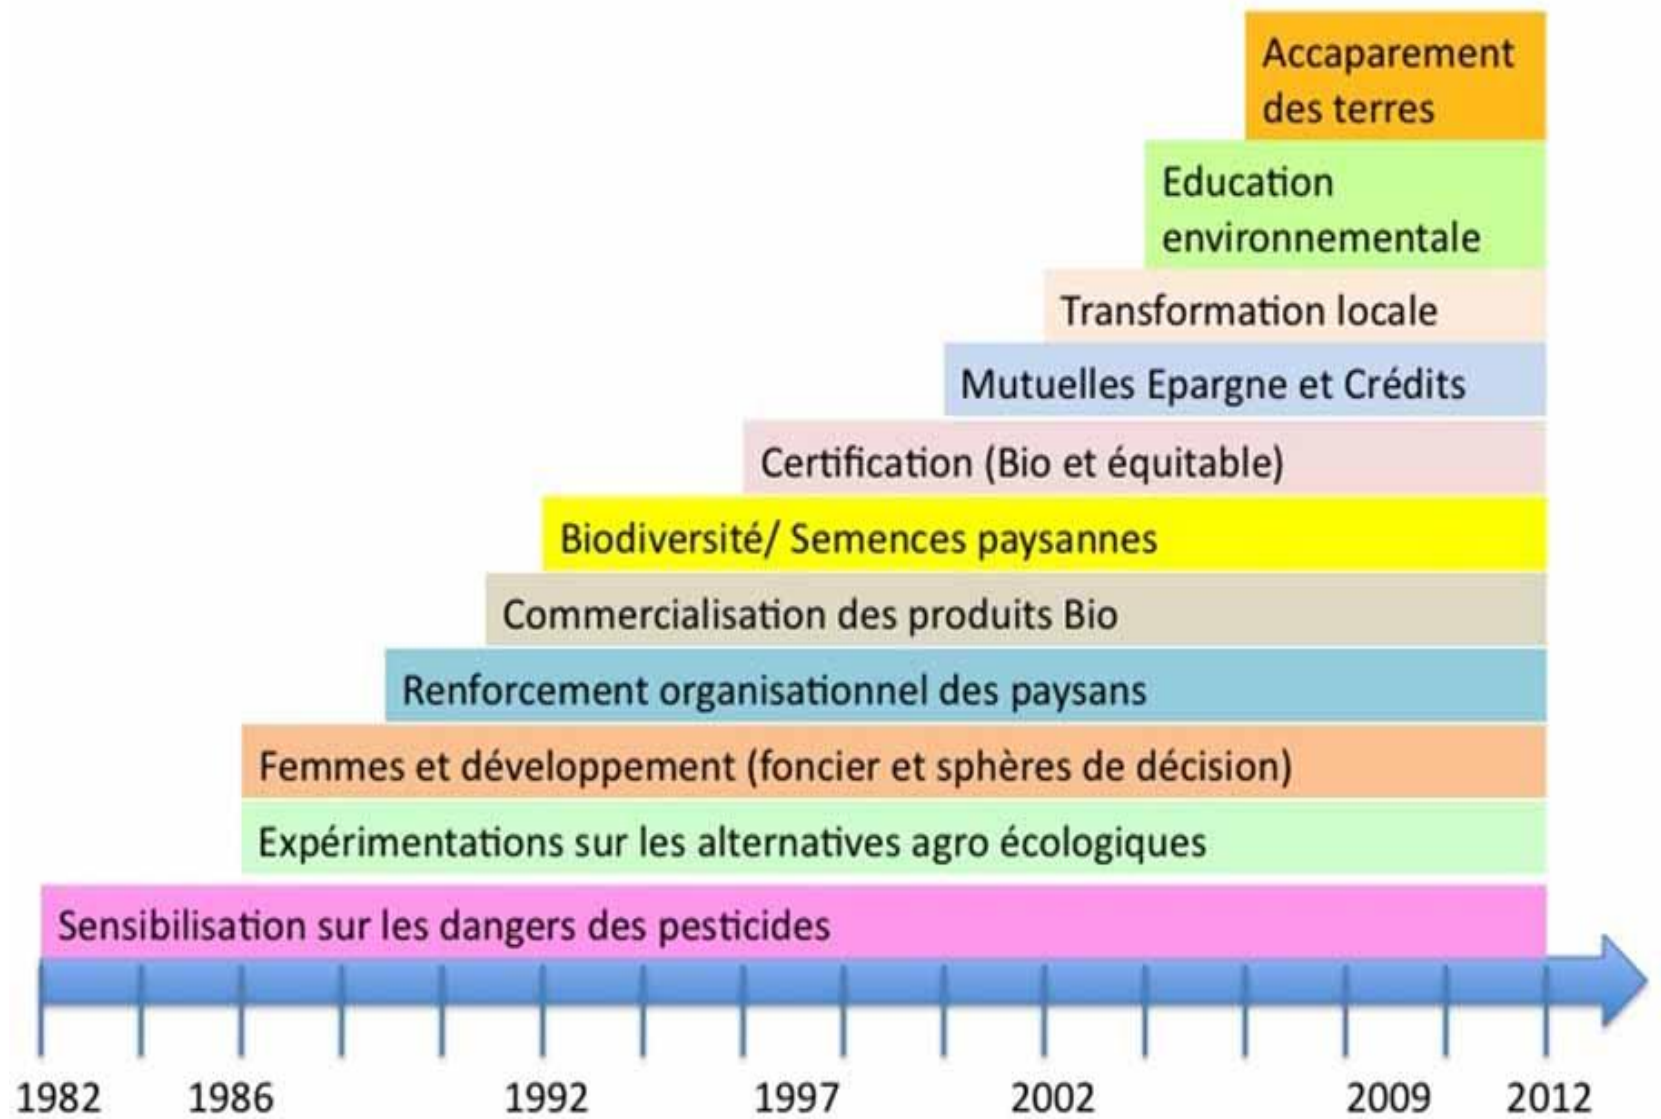 Accaparement
des terres
Education
environnementale
Transformation locale
Mutuelles Epargne et Crédits
Certification (Bio et équitable)
Biodiversité/ Semences paysannes
Commercialisation des produits Bio
Renforcement organisationnel des paysans
Femmes et développement (foncier et sphères de décision)
Expérimentations sur les alternatives agro écologiques
Sensibilisation sur les dangers des pesticides
1982 1986 1992 1997 2002 2009 2012